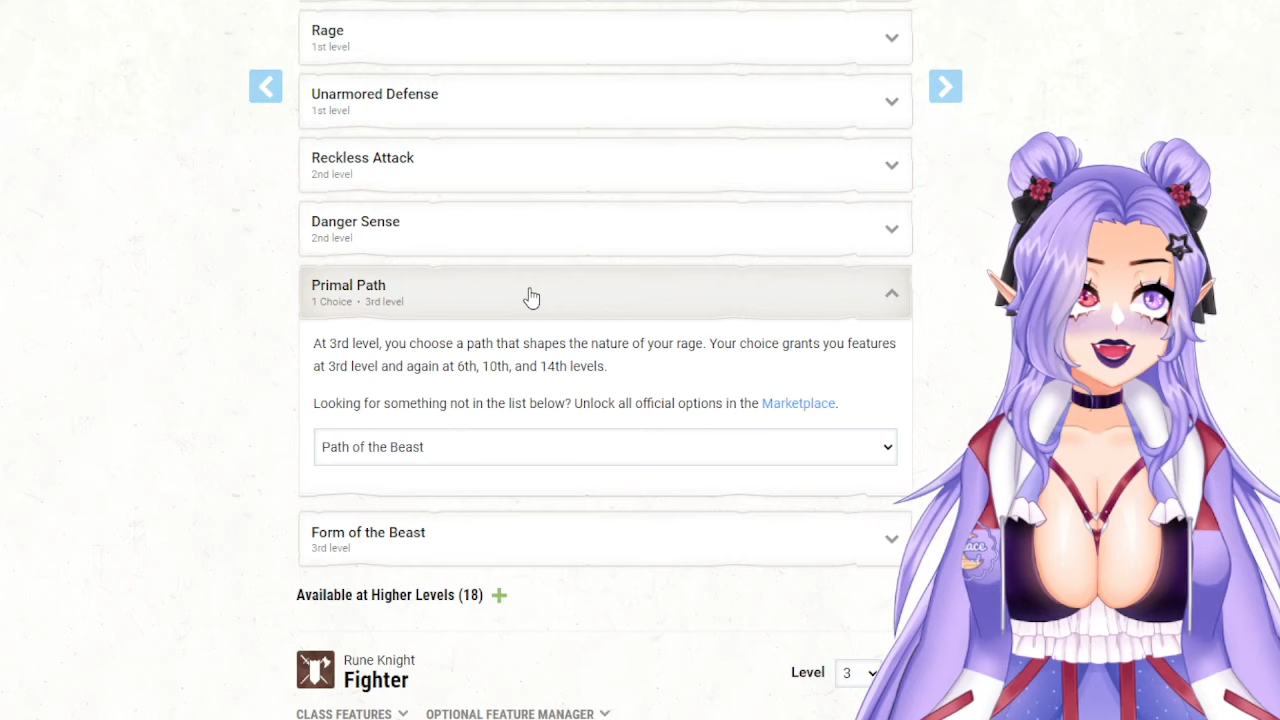 Rage
1st level
Unarmored Defense
1st level
Reckless Attack
2nd level
Danger Sense
2nd level
Primal Path
1 Choice • 3rd level
At 3rd level, you choose a path that shapes the nature of your rage. Your choice grants you features
at 3rd level and again at 6th, 10th, and 14th levels.
Looking for something not in the list below? Unlock all official options in the Marketplace.
Path of the Beast
Form of the Beast
3rd level
Available at Higher Levels (18)
Rune Knight
Fighter
Level 3
CLASS FEATURES OPTIONAL FEATURE MANAGER